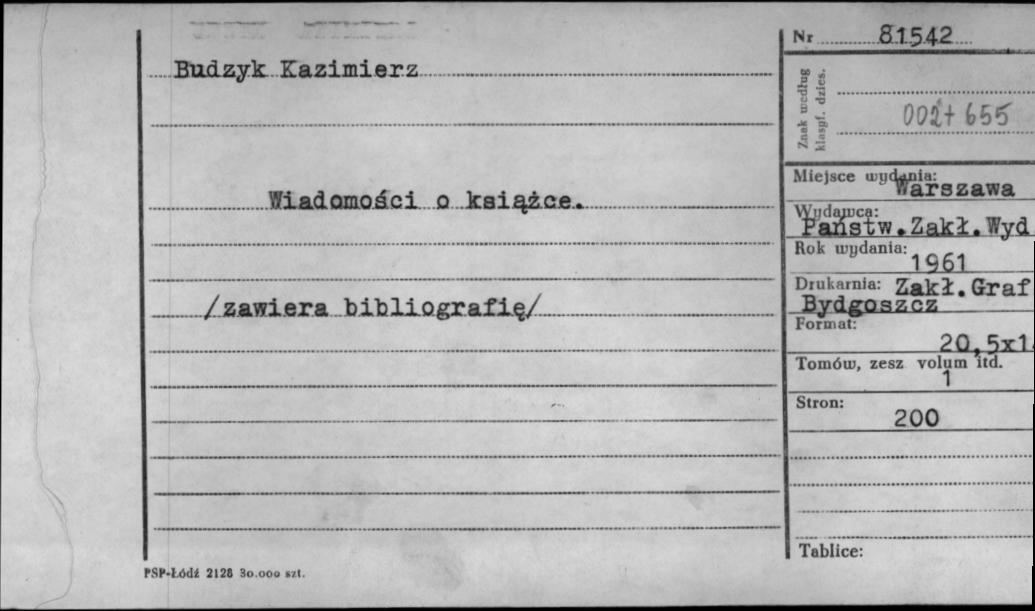 Nr 81542
Budzyk Kazimierz
Znak według
klasyf. dzies.
002+655
Wiadomości o książce.
/zawiera bibliografię/
Miejsce wydania:
Warszawa
Wydawca:
Państw.Zakł.Wyd
Rok wydania:
1961
Drukarnia: Zakł.Graf
Bydgoszcz
Format:
20,5x1
Tomów, zesz volum itd.
1
Stron:
200
Tablice:
PSP-Łódź 2128 30.000 szt.